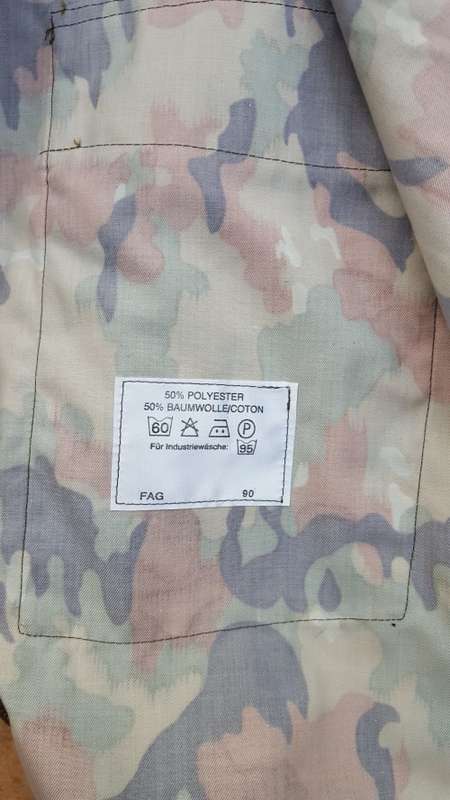 50% POLYESTER
50% BAUMWOLLE/COTON
60 P
Für Industriewäsche: 95
FAG 90